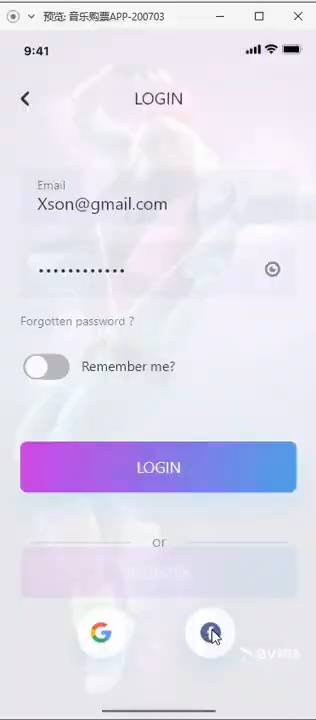 预览: 音乐购票APP-200703
9:41
LOGIN
Email
Xson@gmail.com
••••••••••••
Forgotten password ?
Remember me?
LOGIN
or